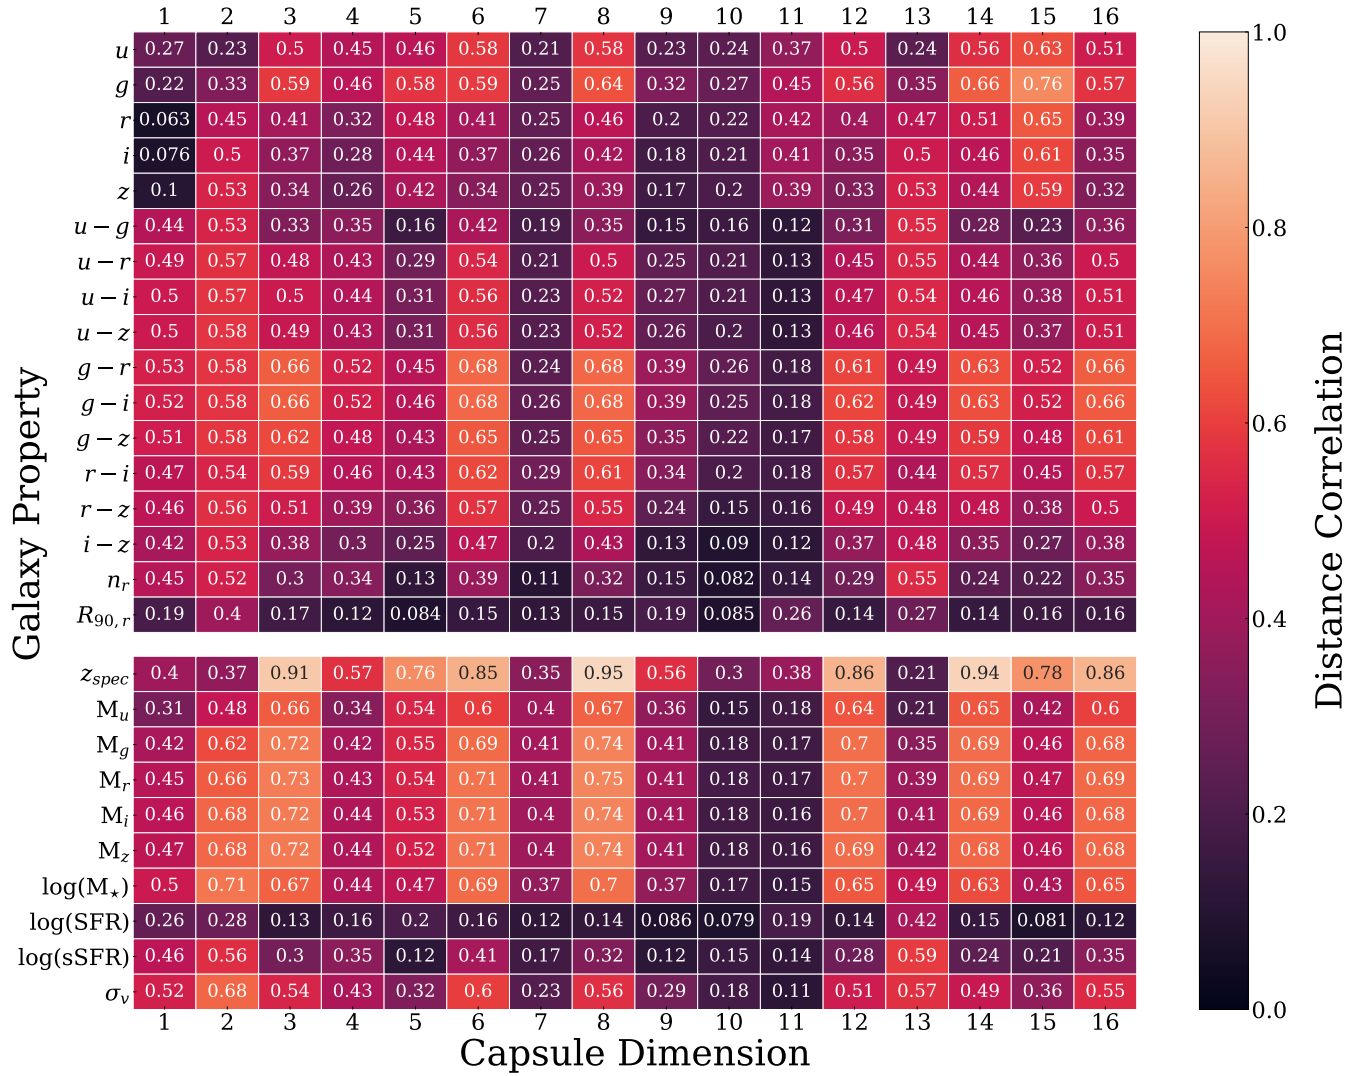 1 2 3 4 5 6 7 8 9 10 11 12 13 14 15 16
u 0.27 0.23 0.5 0.45 0.46 0.58 0.21 0.58 0.23 0.24 0.37 0.5 0.24 0.56 0.63 0.51
g 0.22 0.33 0.59 0.46 0.58 0.59 0.25 0.64 0.32 0.27 0.45 0.56 0.35 0.66 0.76 0.57
r 0.063 0.45 0.41 0.32 0.48 0.41 0.25 0.46 0.2 0.22 0.42 0.4 0.47 0.51 0.65 0.39
i 0.076 0.5 0.37 0.28 0.44 0.37 0.26 0.42 0.18 0.21 0.41 0.35 0.5 0.46 0.61 0.35
z 0.1 0.53 0.34 0.26 0.42 0.34 0.25 0.39 0.17 0.2 0.39 0.33 0.53 0.44 0.59 0.32
u − g 0.44 0.53 0.33 0.35 0.16 0.42 0.19 0.35 0.15 0.16 0.12 0.31 0.55 0.28 0.23 0.36
u − r 0.49 0.57 0.48 0.43 0.29 0.54 0.21 0.5 0.25 0.21 0.13 0.45 0.55 0.44 0.36 0.5
u − i 0.5 0.57 0.5 0.44 0.31 0.56 0.23 0.52 0.27 0.21 0.13 0.47 0.54 0.46 0.38 0.51
u − z 0.5 0.58 0.49 0.43 0.31 0.56 0.23 0.52 0.26 0.2 0.13 0.46 0.54 0.45 0.37 0.51
g − r 0.53 0.58 0.66 0.52 0.45 0.68 0.24 0.68 0.39 0.26 0.18 0.61 0.49 0.63 0.52 0.66
g − i 0.52 0.58 0.66 0.52 0.46 0.68 0.26 0.68 0.39 0.25 0.18 0.62 0.49 0.63 0.52 0.66
g − z 0.51 0.58 0.62 0.48 0.43 0.65 0.25 0.65 0.35 0.22 0.17 0.58 0.49 0.59 0.48 0.61
r − i 0.47 0.54 0.59 0.46 0.43 0.62 0.29 0.61 0.34 0.2 0.18 0.57 0.44 0.57 0.45 0.57
r − z 0.46 0.56 0.51 0.39 0.36 0.57 0.25 0.55 0.24 0.15 0.16 0.49 0.48 0.48 0.38 0.5
i − z 0.42 0.53 0.38 0.3 0.25 0.47 0.2 0.43 0.13 0.09 0.12 0.37 0.48 0.35 0.27 0.38
n_r 0.45 0.52 0.3 0.34 0.13 0.39 0.11 0.32 0.15 0.082 0.14 0.29 0.55 0.24 0.22 0.35
R_90,r 0.19 0.4 0.17 0.12 0.084 0.15 0.13 0.15 0.19 0.085 0.26 0.14 0.27 0.14 0.16 0.16
z_spec 0.4 0.37 0.91 0.57 0.76 0.85 0.35 0.95 0.56 0.3 0.38 0.86 0.21 0.94 0.78 0.86
M_u 0.31 0.48 0.66 0.34 0.54 0.6 0.4 0.67 0.36 0.15 0.18 0.64 0.21 0.65 0.42 0.6
M_g 0.42 0.62 0.72 0.42 0.55 0.69 0.41 0.74 0.41 0.18 0.17 0.7 0.35 0.69 0.46 0.68
M_r 0.45 0.66 0.73 0.43 0.54 0.71 0.41 0.75 0.41 0.18 0.17 0.7 0.39 0.69 0.47 0.69
M_i 0.46 0.68 0.72 0.44 0.53 0.71 0.4 0.74 0.41 0.18 0.16 0.7 0.41 0.69 0.46 0.68
M_z 0.47 0.68 0.72 0.44 0.52 0.71 0.4 0.74 0.41 0.18 0.16 0.69 0.42 0.68 0.46 0.68
log(M_⋆) 0.5 0.71 0.67 0.44 0.47 0.69 0.37 0.7 0.37 0.17 0.15 0.65 0.49 0.63 0.43 0.65
log(SFR) 0.26 0.28 0.13 0.16 0.2 0.16 0.12 0.14 0.086 0.079 0.19 0.14 0.42 0.15 0.081 0.12
log(sSFR) 0.46 0.56 0.3 0.35 0.12 0.41 0.17 0.32 0.12 0.15 0.14 0.28 0.59 0.24 0.21 0.35
σ_v 0.52 0.68 0.54 0.43 0.32 0.6 0.23 0.56 0.29 0.18 0.11 0.51 0.57 0.49 0.36 0.55
1 2 3 4 5 6 7 8 9 10 11 12 13 14 15 16
Capsule Dimension
Galaxy Property
1.0
0.8
0.6
0.4
0.2
0.0
Distance Correlation